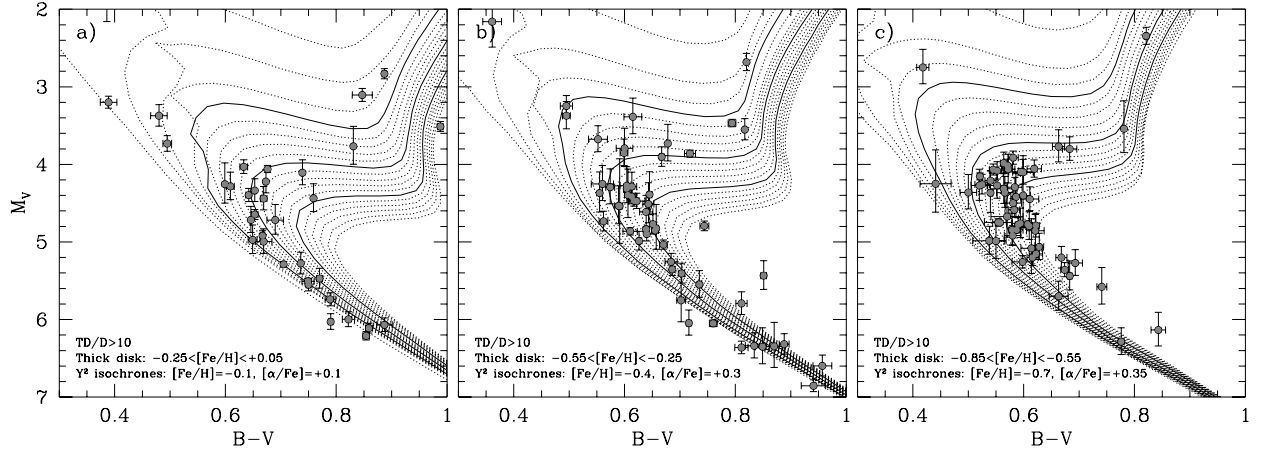 a)
2
3
4
5
6
7
M_V
0.4
0.6
0.8
1
B−V
TD/D>10
Thick disk: −0.25<[Fe/H]<+0.05
Y² isochrones: [Fe/H]=−0.1, [α/Fe]=+0.1
b)
0.4
0.6
0.8
1
B−V
TD/D>10
Thick disk: −0.55<[Fe/H]<−0.25
Y² isochrones: [Fe/H]=−0.4, [α/Fe]=+0.3
c)
0.4
0.6
0.8
1
B−V
TD/D>10
Thick disk: −0.85<[Fe/H]<−0.55
Y² isochrones: [Fe/H]=−0.7, [α/Fe]=+0.35